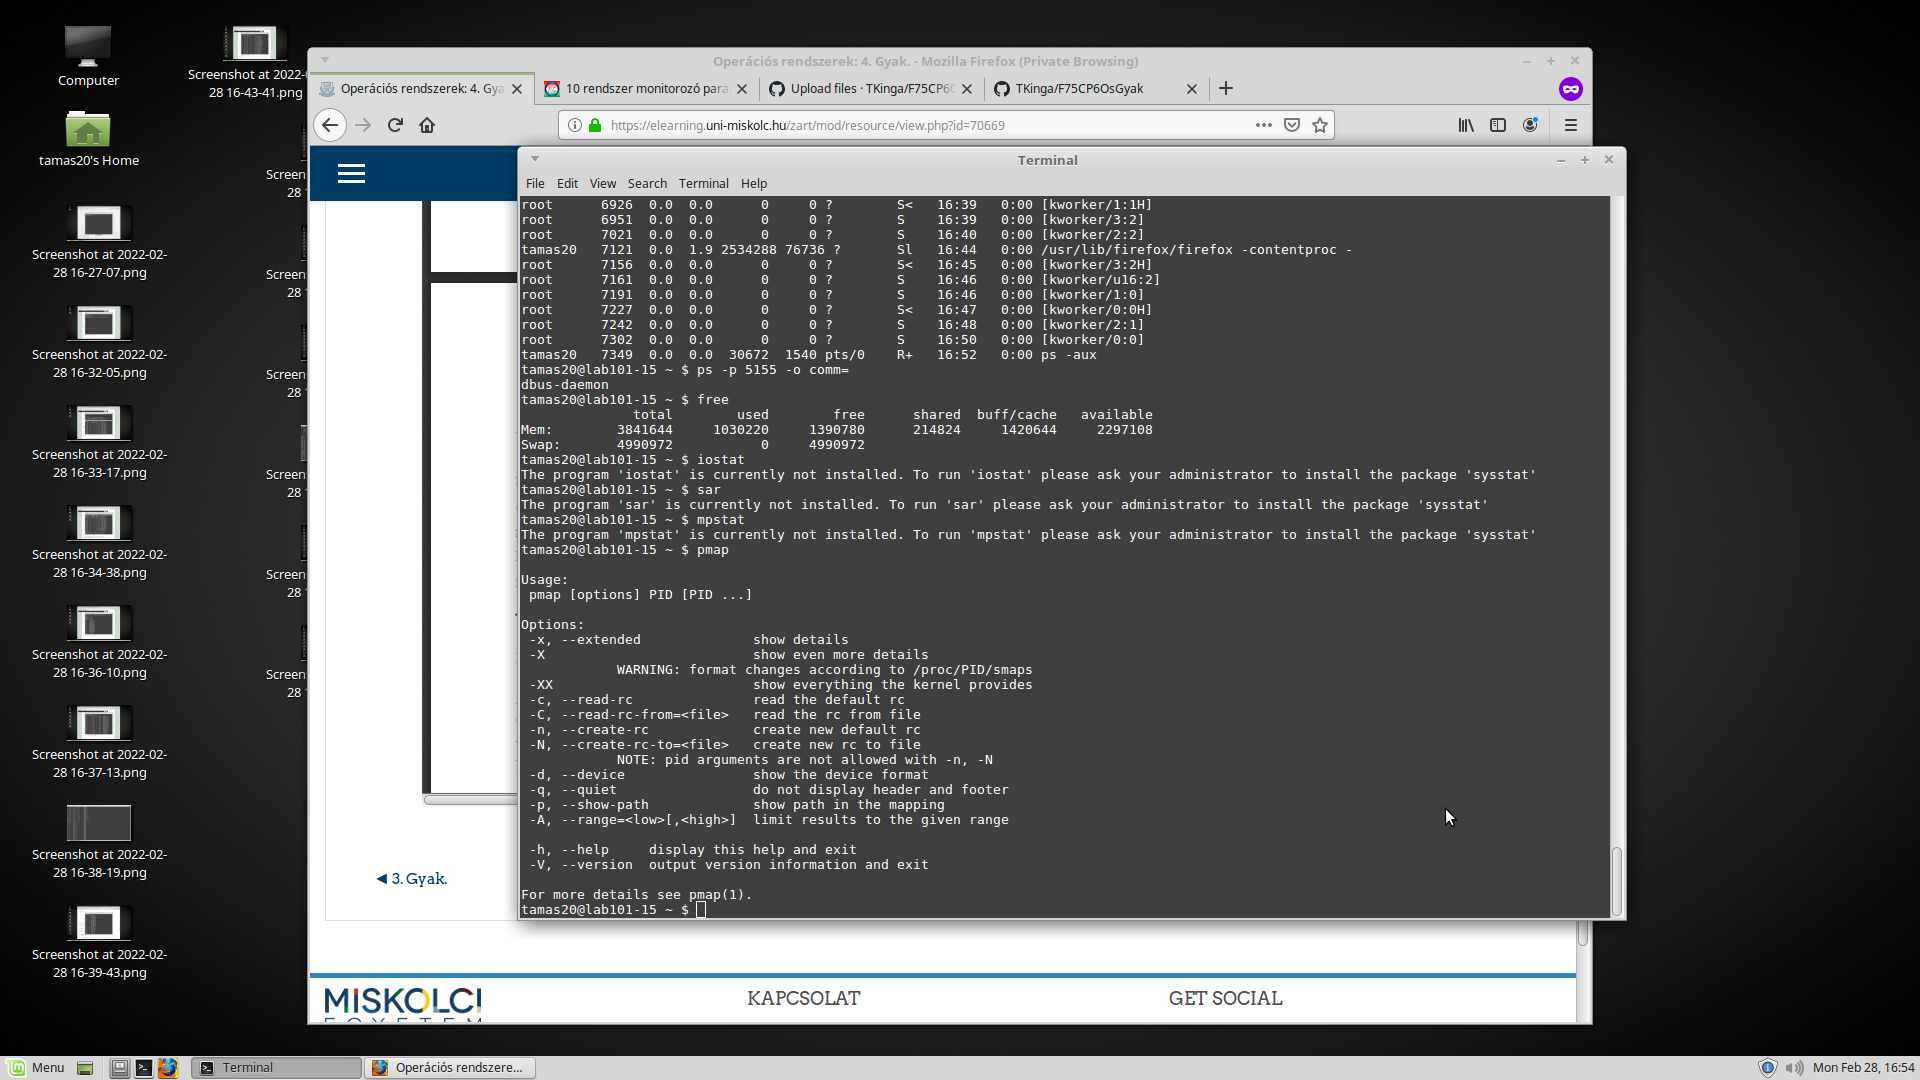 Computer
Screenshot at 2022-
28 16-43-41.png
tamas20's Home
Screenshot at 2022-02-
28 16-27-07.png
Screenshot at 2022-02-
28 16-32-05.png
Screenshot at 2022-02-
28 16-33-17.png
Screenshot at 2022-02-
28 16-34-38.png
Screenshot at 2022-02-
28 16-36-10.png
Screenshot at 2022-02-
28 16-37-13.png
Screenshot at 2022-02-
28 16-38-19.png
Screenshot at 2022-02-
28 16-39-43.png
Screen
28
Screen
28
Screen
28
Screen
28
Screen
28
Screen
28
Operációs rendszerek: 4. Gyak. - Mozilla Firefox (Private Browsing)
Operációs rendszerek: 4. Gya
10 rendszer monitorozó para
Upload files · TKinga/F75CP6O
TKinga/F75CP6OsGyak
https://elearning.uni-miskolc.hu/zart/mod/resource/view.php?id=70669
Terminal
File Edit View Search Terminal Help
root      6926  0.0  0.0      0     0 ?        S<   16:39   0:00 [kworker/1:1H]
root      6951  0.0  0.0      0     0 ?        S    16:39   0:00 [kworker/3:2]
root      7021  0.0  0.0      0     0 ?        S    16:40   0:00 [kworker/2:2]
tamas20   7121  0.0  1.9 2534288 76736 ?       Sl   16:44   0:00 /usr/lib/firefox/firefox -contentproc -
root      7156  0.0  0.0      0     0 ?        S<   16:45   0:00 [kworker/3:2H]
root      7161  0.0  0.0      0     0 ?        S    16:46   0:00 [kworker/u16:2]
root      7191  0.0  0.0      0     0 ?        S    16:46   0:00 [kworker/1:0]
root      7227  0.0  0.0      0     0 ?        S<   16:47   0:00 [kworker/0:0H]
root      7242  0.0  0.0      0     0 ?        S    16:48   0:00 [kworker/2:1]
root      7302  0.0  0.0      0     0 ?        S    16:50   0:00 [kworker/0:0]
tamas20   7349  0.0  0.0  30672  1540 pts/0    R+   16:52   0:00 ps -aux
tamas20@lab101-15 ~ $ ps -p 5155 -o comm=
dbus-daemon
tamas20@lab101-15 ~ $ free
              total        used        free      shared  buff/cache   available
Mem:        3841644     1030220     1390780      214824     1420644     2297108
Swap:       4990972           0     4990972
tamas20@lab101-15 ~ $ iostat
The program 'iostat' is currently not installed. To run 'iostat' please ask your administrator to install the package 'sysstat'
tamas20@lab101-15 ~ $ sar
The program 'sar' is currently not installed. To run 'sar' please ask your administrator to install the package 'sysstat'
tamas20@lab101-15 ~ $ mpstat
The program 'mpstat' is currently not installed. To run 'mpstat' please ask your administrator to install the package 'sysstat'
tamas20@lab101-15 ~ $ pmap
Usage:
 pmap [options] PID [PID ...]
Options:
 -x, --extended              show details
 -X                          show even more details
            WARNING: format changes according to /proc/PID/smaps
 -XX                         show everything the kernel provides
 -c, --read-rc               read the default rc
 -C, --read-rc-from=<file>   read the rc from file
 -n, --create-rc             create new default rc
 -N, --create-rc-to=<file>   create new rc to file
            NOTE: pid arguments are not allowed with -n, -N
 -d, --device                show the device format
 -q, --quiet                 do not display header and footer
 -p, --show-path             show path in the mapping
 -A, --range=<low>[,<high>]  limit results to the given range
 -h, --help     display this help and exit
 -V, --version  output version information and exit
For more details see pmap(1).
tamas20@lab101-15 ~ $
◄ 3. Gyak.
MISKOLCI
KAPCSOLAT
GET SOCIAL
Menu
Terminal
Operációs rendszere...
Mon Feb 28, 16:54